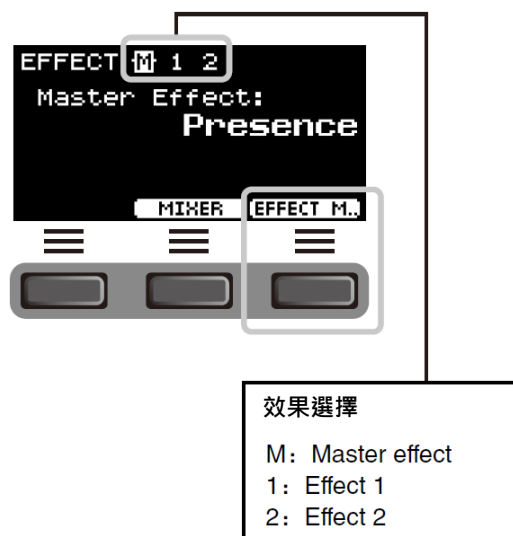 EFFECT M 1 2
Master Effect:
Presence
MIXER EFFECT M..
效果選擇
M：Master effect
1：Effect 1
2：Effect 2